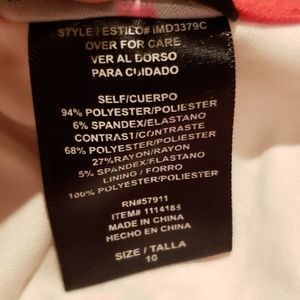 STYLE / ESTILO# IMD3379C
OVER FOR CARE
VER AL DORSO
PARA CUIDADO
SELF/CUERPO
94% POLYESTER/POLIESTER
6% SPANDEX/ELASTANO
CONTRAST/CONTRASTE
68% POLYESTER/POLIESTER
27%RAYON/RAYON
5% SPANDEX/ELASTANO
LINING / FORRO
100% POLYESTER/POLIESTER
RN#57911
ITEM# 1114188
MADE IN CHINA
HECHO EN CHINA
SIZE / TALLA
10